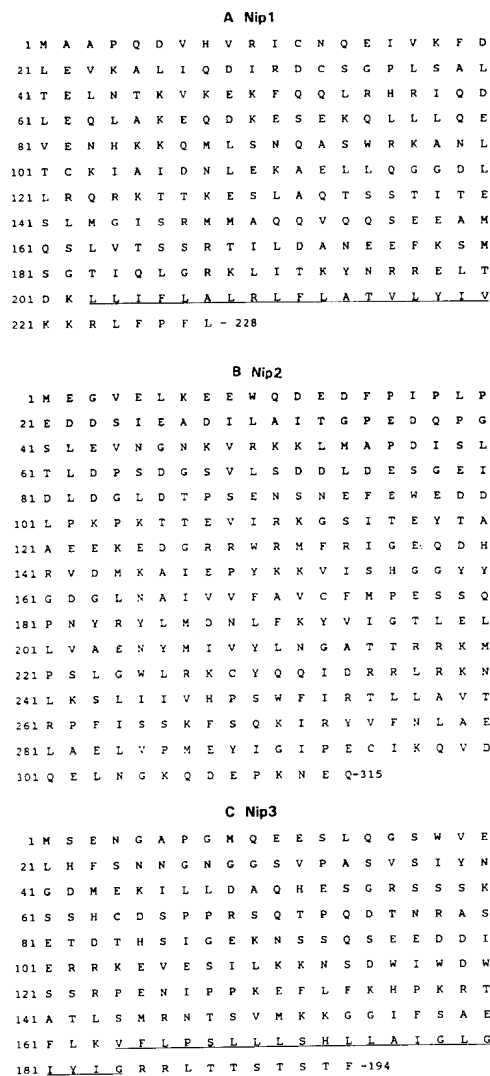 A Nip1
1 M A A P Q D V H V R I C N Q E I V K F D
21 L E V K A L I Q D I R D C S G P L S A L
41 T E L N T K V K E K F Q Q L R H R I Q D
61 L E Q L A K E Q D K E S E K Q L L L Q E
81 V E N H K K Q M L S N Q A S W R K A N L
101 T C K I A I D N L E K A E L L Q G G D L
121 L R Q R K T T K E S L A Q T S S T I T E
141 S L M G I S R M M A Q Q V Q Q S E E A M
161 Q S L V T S S R T I L D A N E E F K S M
181 S G T I Q L G R K L I T K Y N R R E L T
201 D K L L I F L A L R L F L A T V L Y I V
221 K K R L F P F L - 228
B Nip2
1 M E G V E L K E E W Q D E D F P I P L P
21 E D D S I E A D I L A I T G P E D Q P G
41 S L E V N G N K V R K K L M A P D I S L
61 T L D P S D G S V L S D D L D E S G E I
81 D L D G L D T P S E N S N E F E W E D D
101 L P K P K T T E V I R K G S I T E Y T A
121 A E E K E D G R R W R M F R I G E Q D H
141 R V D M K A I E P Y K K V I S H G G Y Y
161 G D G L N A I V V F A V C F M P E S S Q
181 P N Y R Y L M D N L F K Y V I G T L E L
201 L V A E N Y M I V Y L N G A T T R R K M
221 P S L G W L R K C Y Q Q I D R R L R K N
241 L K S L I I V H P S W F I R T L L A V T
261 R P F I S S K F S Q K I R Y V F N L A E
281 L A E L V P M E Y I G I P E C I K Q V D
301 Q E L N G K Q D E P K N E Q-315
C Nip3
1 M S E N G A P G M Q E E S L Q G S W V E
21 L H F S N N G N G G S V P A S V S I Y N
41 G D M E K I L L D A Q H E S G R S S S K
61 S S H C D S P P R S Q T P Q D T N R A S
81 E T D T H S I G E K N S S Q S E E D D I
101 E R R K E V E S I L K K N S D W I W D W
121 S S R P E N I P P K E F L F K H P K R T
141 A T L S M R N T S V M K K G G I F S A E
161 F L K V F L P S L L L S H L L A I G L G
181 I Y I G R R L T T S T S T F -194